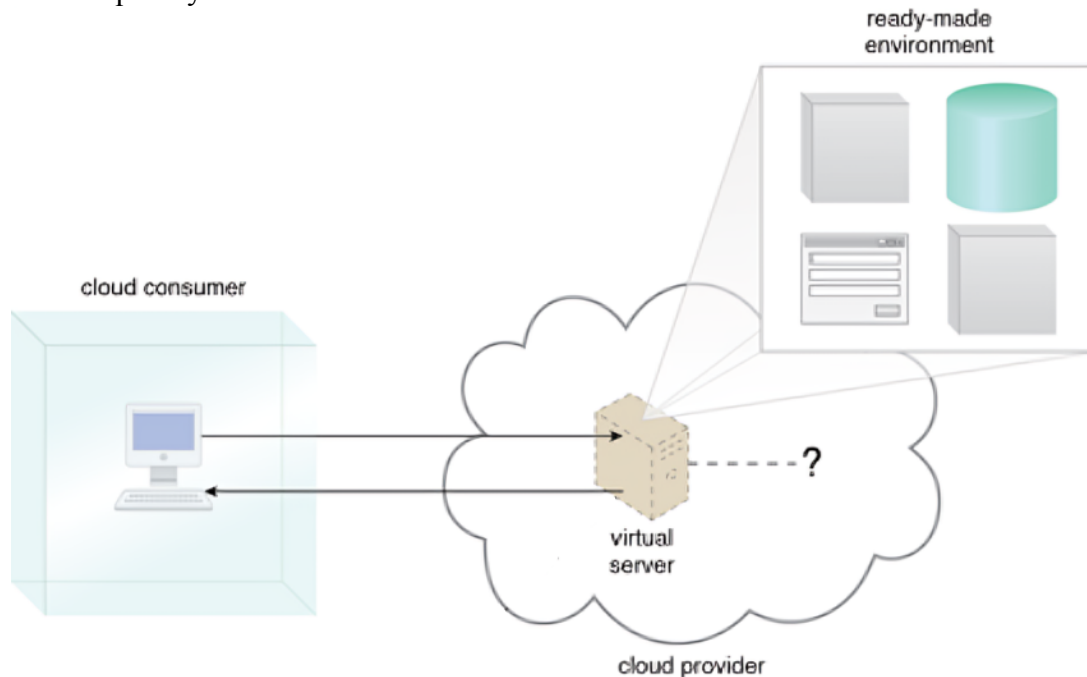 ready-made
environment
cloud consumer
?
virtual
server
cloud provider